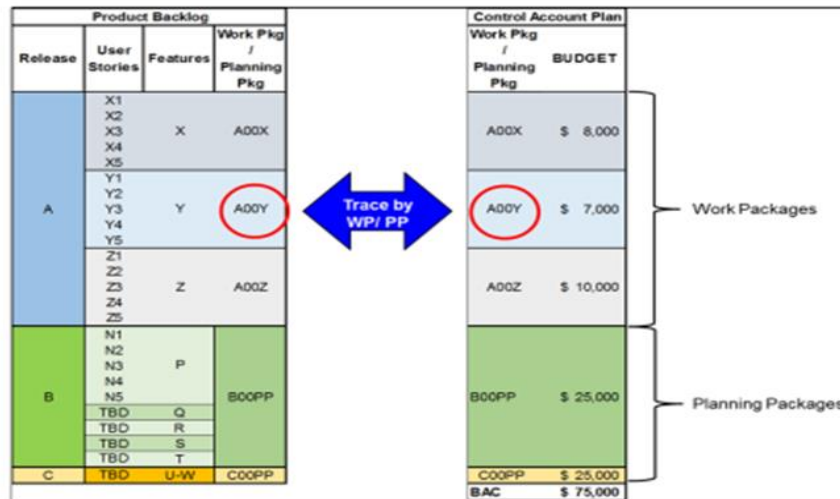 Product Backlog
Control Account Plan
Release
User Stories
Features
Work Pkg / Planning Pkg
Work Pkg / Planning Pkg
BUDGET
A
X1
X2
X3
X4
X5
X
A00X
A00X
$ 8,000
Y1
Y2
Y3
Y4
Y5
Y
A00Y
Trace by
WP/ PP
A00Y
$ 7,000
Work Packages
Z1
Z2
Z3
Z4
Z5
Z
A00Z
A00Z
$ 10,000
B
N1
N2
N3
N4
N5
P
B00PP
B00PP
$ 25,000
Planning Packages
TBD Q
TBD R
TBD S
TBD T
C TBD U-W C00PP
C00PP $ 25,000
BAC $ 75,000